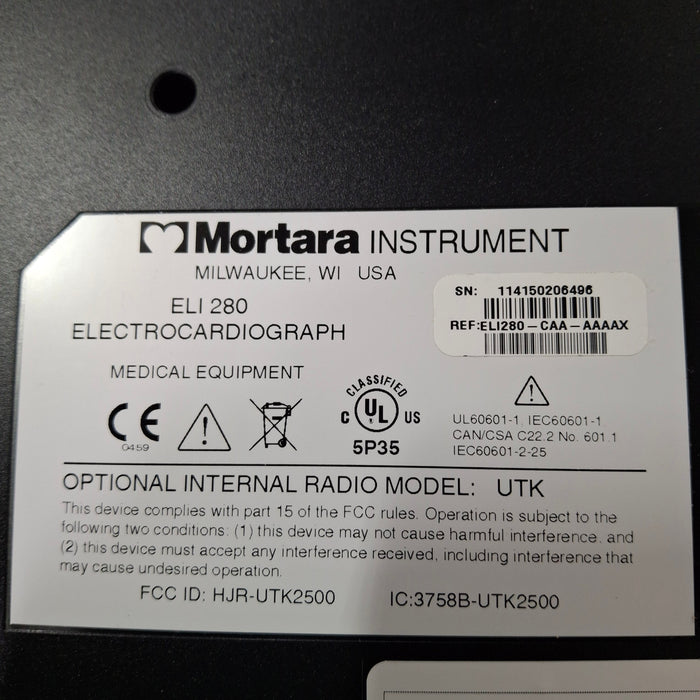 Mortara INSTRUMENT
MILWAUKEE, WI USA
ELI 280
ELECTROCARDIOGRAPH
SN: 114150206496
REF:ELI280-CAA-AAAAX
MEDICAL EQUIPMENT
CE
0459
CLASSIFIED
C UL US
5P35
UL60601-1, IEC60601-1
CAN/CSA C22.2 No. 601.1
IEC60601-2-25
OPTIONAL INTERNAL RADIO MODEL: UTK
This device complies with part 15 of the FCC rules. Operation is subject to the
following two conditions: (1) this device may not cause harmful interference. and
(2) this device must accept any interference received, including interference that
may cause undesired operation.
FCC ID: HJR-UTK2500 IC:3758B-UTK2500